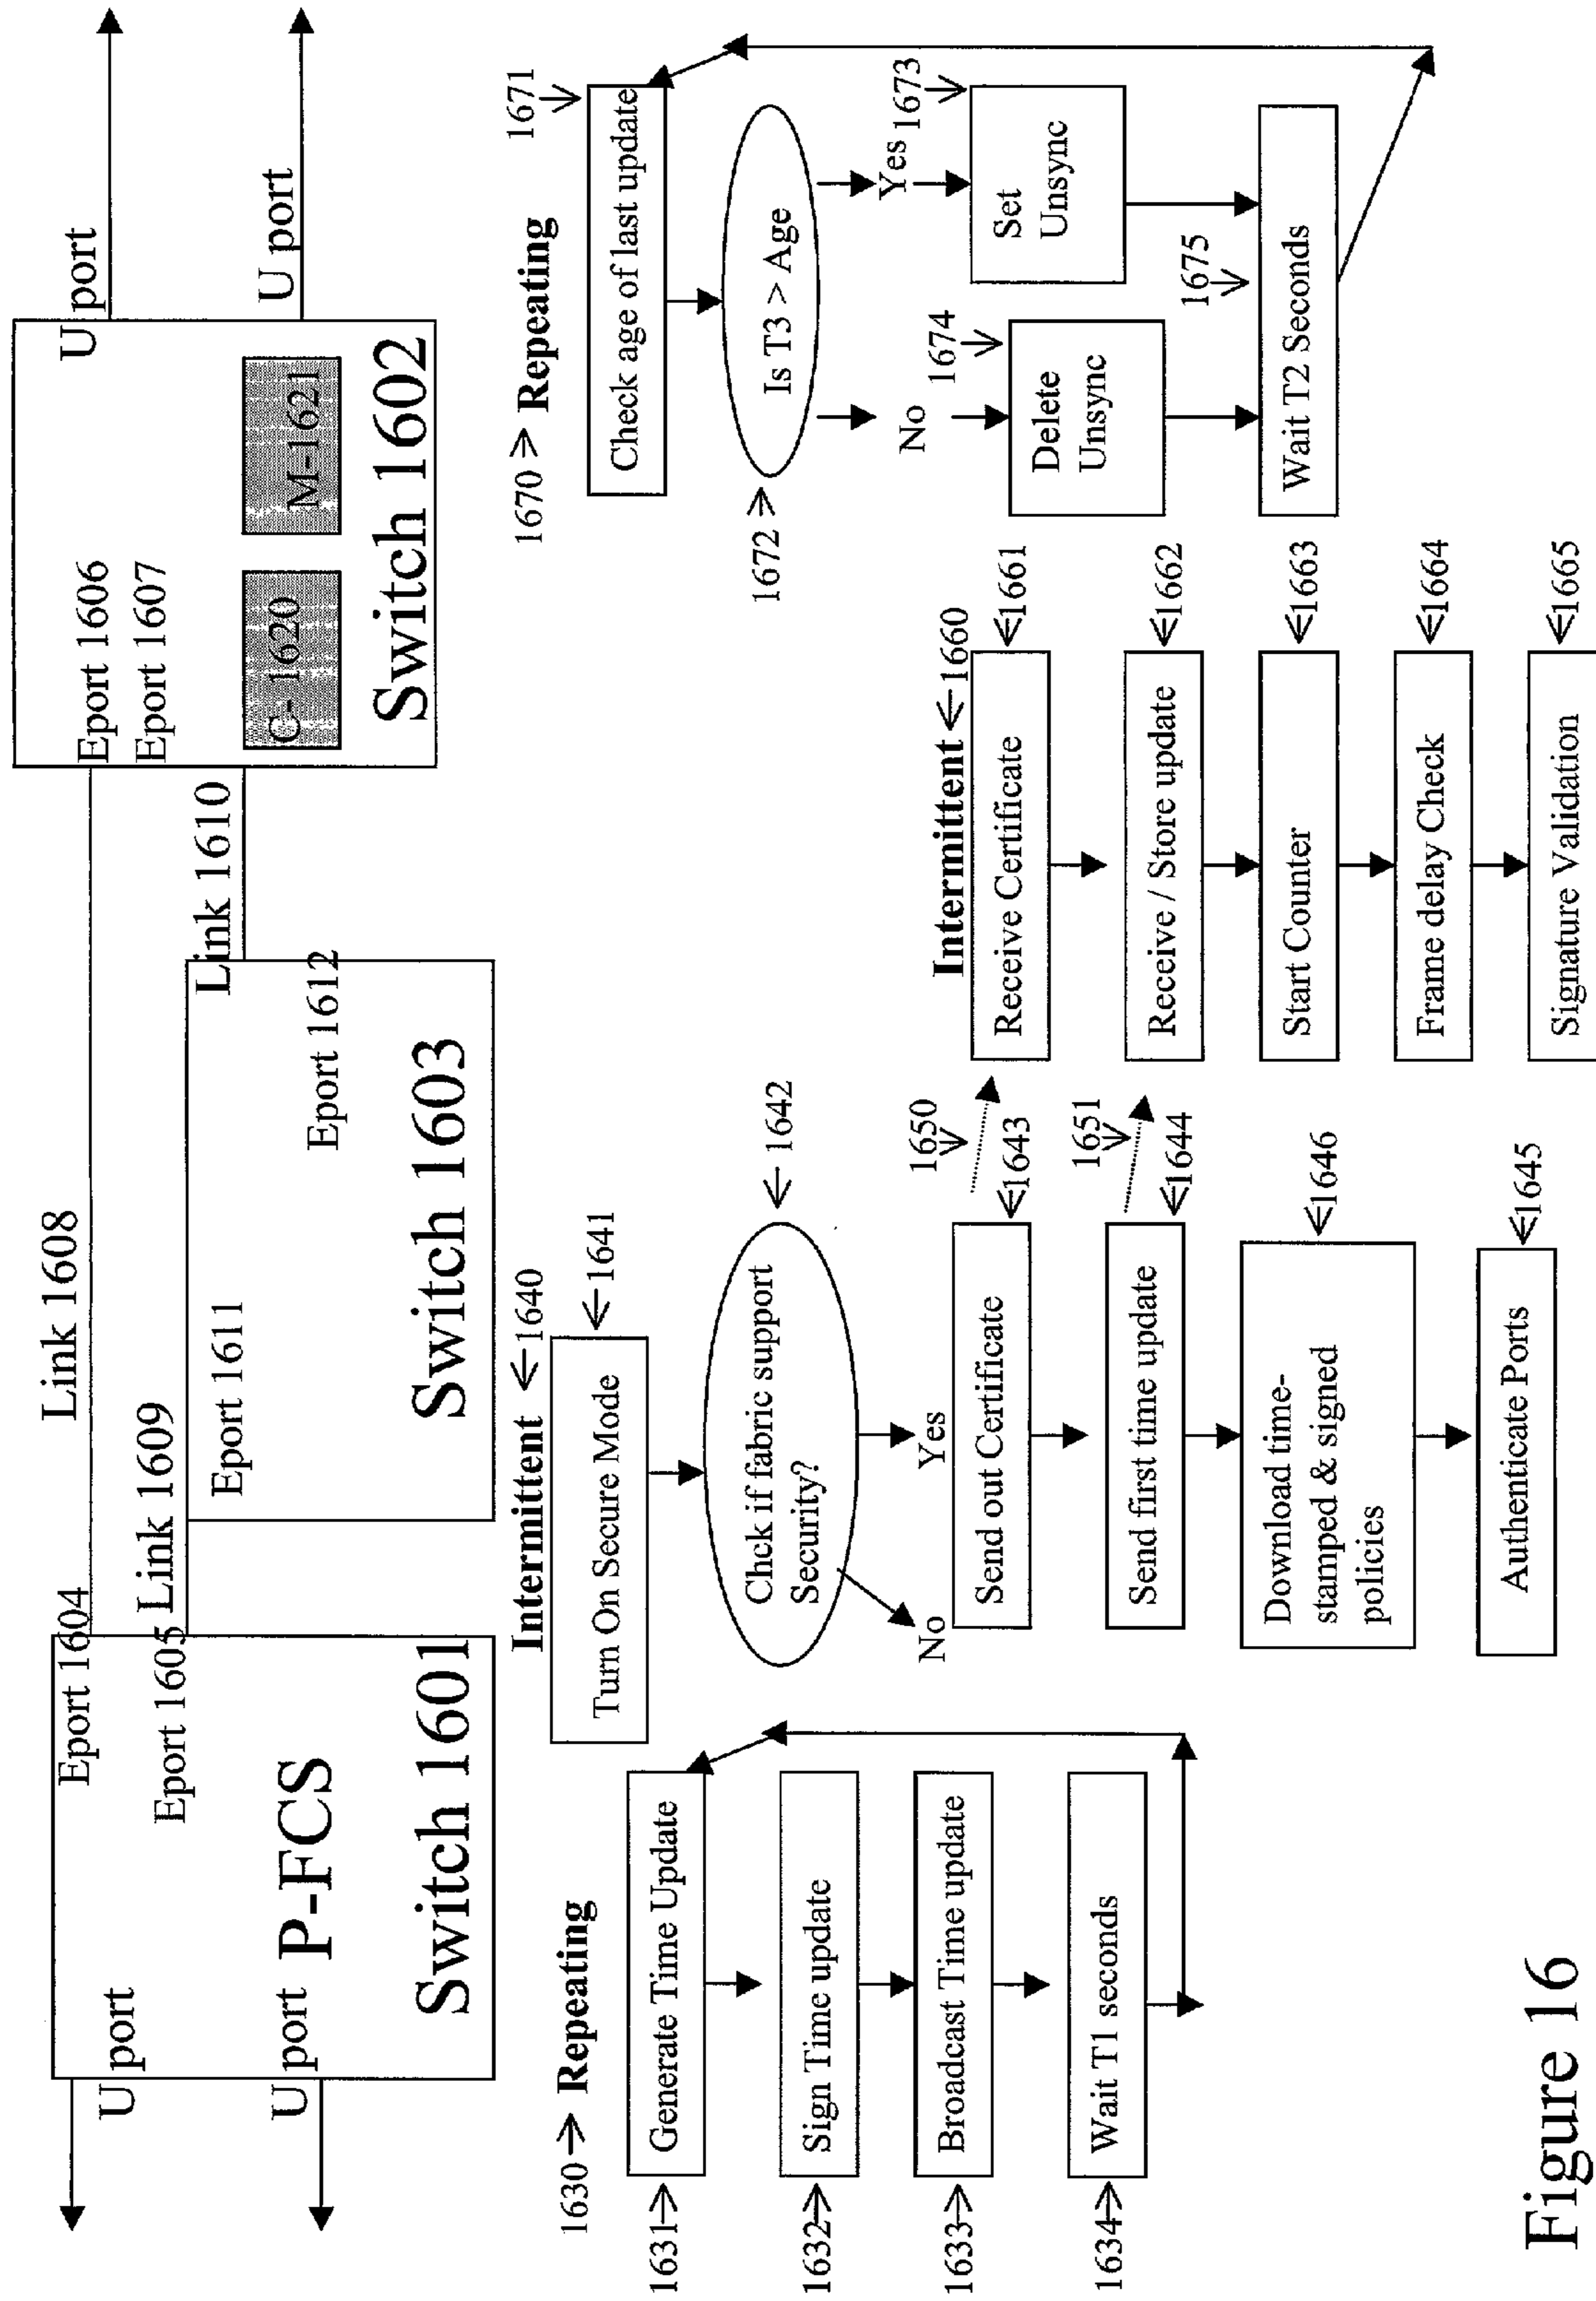 U port
U port
P-FCS
Switch 1601
Eport 1604
Eport 1605
Link 1608
Link 1609
Eport 1611
Eport 1612
Switch 1603
Link 1610
Eport 1606
Eport 1607
C- 1620
M-1621
Switch 1602
U port
U port
1630 > Repeating
1631→
Generate Time Update
1632→
Sign Time update
1633→
Broadcast Time update
1634→
Wait T1 seconds
Intermittent ← 1640
Turn On Secure Mode
←1641
Chck if fabric support
Security?
←1642
No
Yes
Send out Certificate
←1643
1650
Send first time update
←1644
1651
Download time-
stamped & signed
policies
←1646
Authenticate Ports
←1645
Intermittent ←1660
Receive Certificate
←1661
Receive / Store update
←1662
Start Counter
←1663
Frame delay Check
←1664
Signature Validation
←1665
1670 > Repeating
1671
Check age of last update
1672 →
Is T3 > Age
No
Yes
1674
Delete
Unsync
1673
Set
Unsync
1675
Wait T2 Seconds
Figure 16